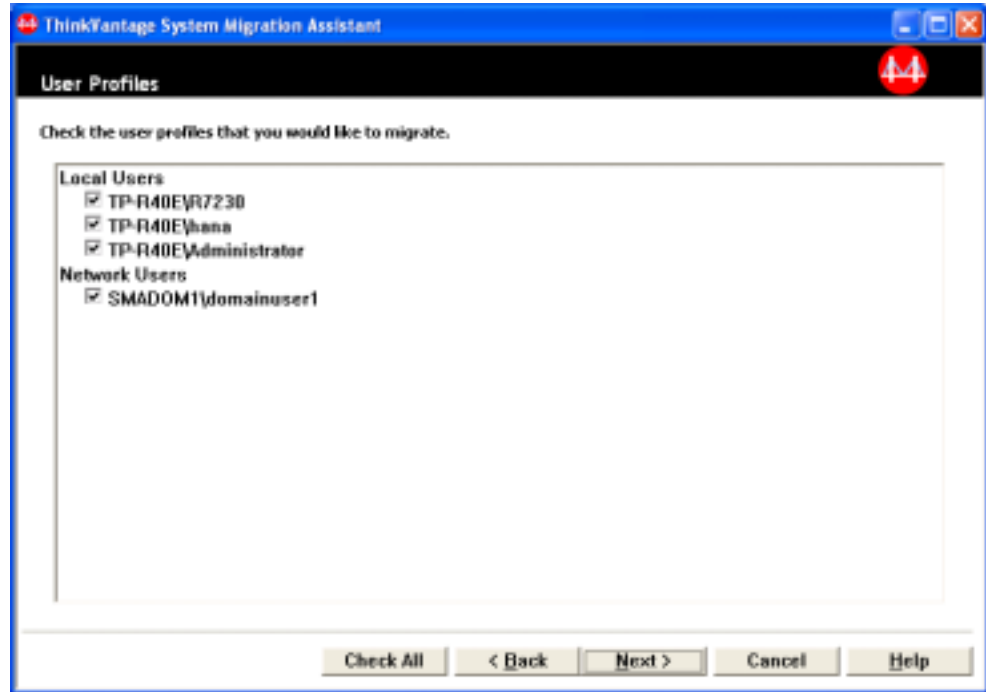 ThinkVantage System Migration Assistant
User Profiles
Check the user profiles that you would like to migrate.
Local Users
TP-R40E\R7230
TP-R40E\hana
TP-R40E\Administrator
Network Users
SMADOM1\domainuser1
Check All
< Back
Next >
Cancel
Help